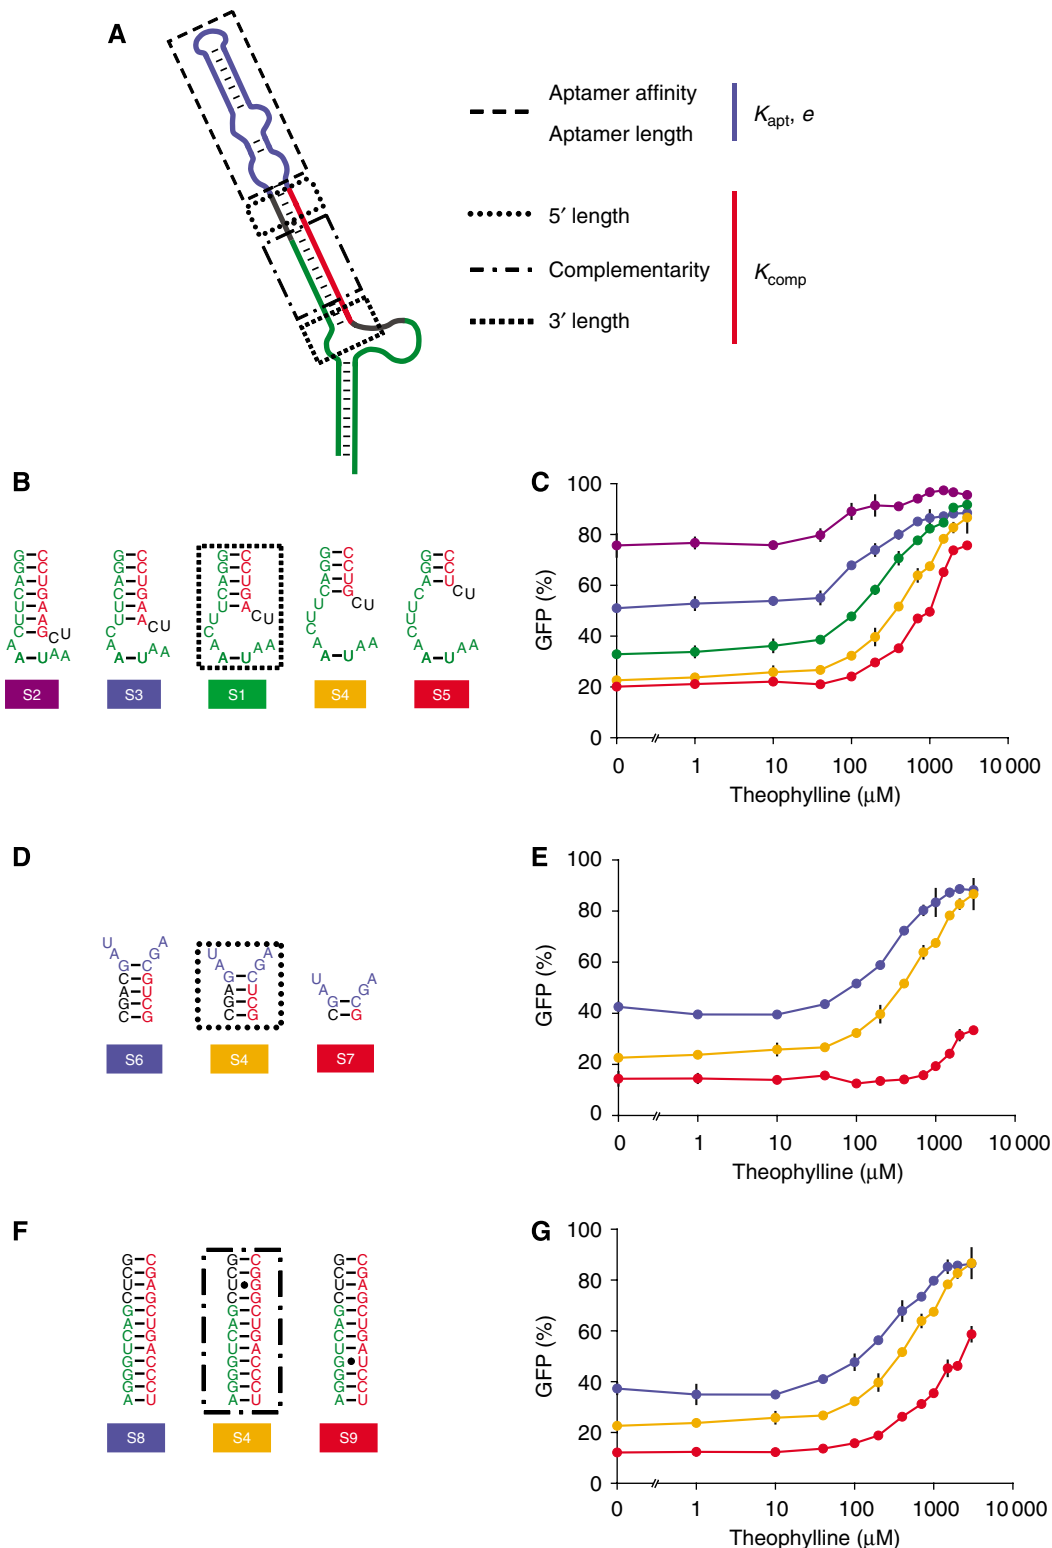 A
Aptamer affinity
Aptamer length
Kapt, e
5′ length
Complementarity
3′ length
Kcomp
B
G C
G C
A U
C G
U A
U A
C G
A C U
A U A A
S2
G C
G C
A U
C G
U A
U A
C C U
A
A U A A
S3
G C
G C
A U
C G
U A
U C U
C
A A A
A U
S1
G C
G C
A U
C G
U C U
U
C
A
A U A A
S4
G C
G C
A U
C C U
U
U
C
A
A U A A
S5
C
100
80
60
40
20
0
GFP (%)
0 1 10 100 1000 10 000
Theophylline (μM)
D
U A
A G
G C
C G
A U
G C
C G
S6
U A
A G
G C
A U
G C
C G
S4
U A
A G
G C
C G
S7
E
100
80
60
40
20
0
GFP (%)
0 1 10 100 1000 10 000
Theophylline (μM)
F
G C
C G
U A
C G
G C
A U
C G
U A
G C
G C
G C
A U
S8
G C
C G
U G
C G
G C
A U
C G
U A
G C
G C
G C
A U
S4
G C
C G
U A
C G
G C
A U
C G
U A
G U
G C
G C
A U
S9
G
100
80
60
40
20
0
GFP (%)
0 1 10 100 1000 10 000
Theophylline (μM)